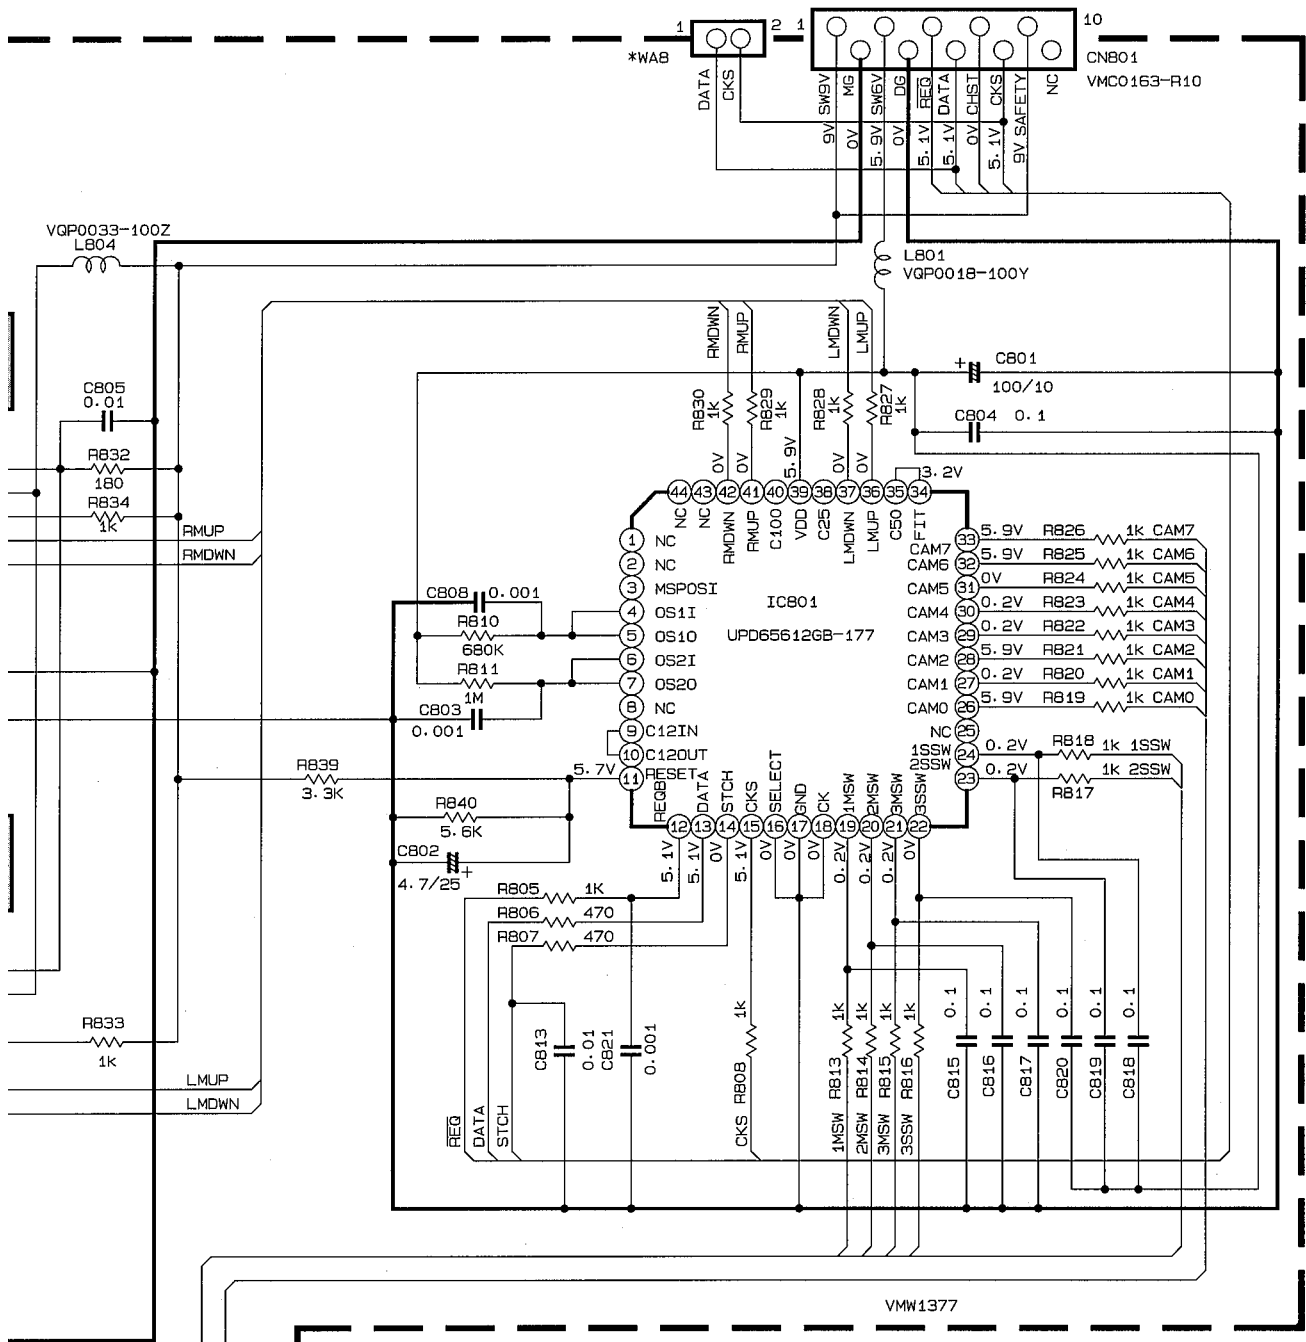 1
2
1
10
*WA8
CN801
VMC0163-R10
DATA
CKS
9V SW9V
0V MG
5.9V SW6V
0V DG
5.1V REQ
5.1V DATA
0V CHST
5.1V CKS
9V SAFETY
NC
VQP0033-100Z
L804
L801
VQP0018-100Y
RMDWN
RMUP
LMDWN
LMUP
C801
100/10
C805
0.01
R830
1k
R829
1k
R828
1k
R827
1k
C804 0.1
R832
180
0V
0V
5.9V
0V
0V
3.2V
R834
1K
44 43 42 41 40 39 38 37 36 35 34
NC
NC
RMDWN
RMUP
C100
VDD
C25
LMDWN
LMUP
C50
FIT
RMUP
RMDWN
1 NC
2 NC
3 MSPOSI
4 OS1I
5 OS1O
6 OS2I
7 OS2O
8 NC
9 C12IN
10 C12OUT
11 RESET
IC801
UPD65612GB-177
CAM7 33 5.9V R826 1k CAM7
CAM6 32 5.9V R825 1k CAM6
CAM5 31 0V R824 1k CAM5
CAM4 30 0.2V R823 1k CAM4
CAM3 29 0.2V R822 1k CAM3
CAM2 28 5.9V R821 1k CAM2
CAM1 27 0.2V R820 1k CAM1
CAM0 26 5.9V R819 1k CAM0
NC 25
1SSW 24 0.2V R818 1k 1SSW
2SSW 23 0.2V 1k 2SSW
R817
C808 0.001
R810
680K
R811
1M
C803
0.001
R839
3.3K
5.7V
R840
5.6K
C802
4.7/25
REQB
DATA
STCH
CKS
SELECT
GND
CK
1MSW
2MSW
3MSW
3SSW
12 13 14 15 16 17 18 19 20 21 22
5.1V
5.1V
0V
5.1V
0V
0V
0V
0.2V
0.2V
0.2V
0V
R805 1K
R806 470
R807 470
R833
1K
C813
0.01
C821
0.001
CKS R808 1k
1MSW R813 1k
2MSW R814 1k
3MSW R815 1k
3SSW R816 1k
C815 0.1
C816 0.1
C817 0.1
C820 0.1
C819 0.1
C818 0.1
LMUP
LMDWN
REQ
DATA
STCH
VMW1377